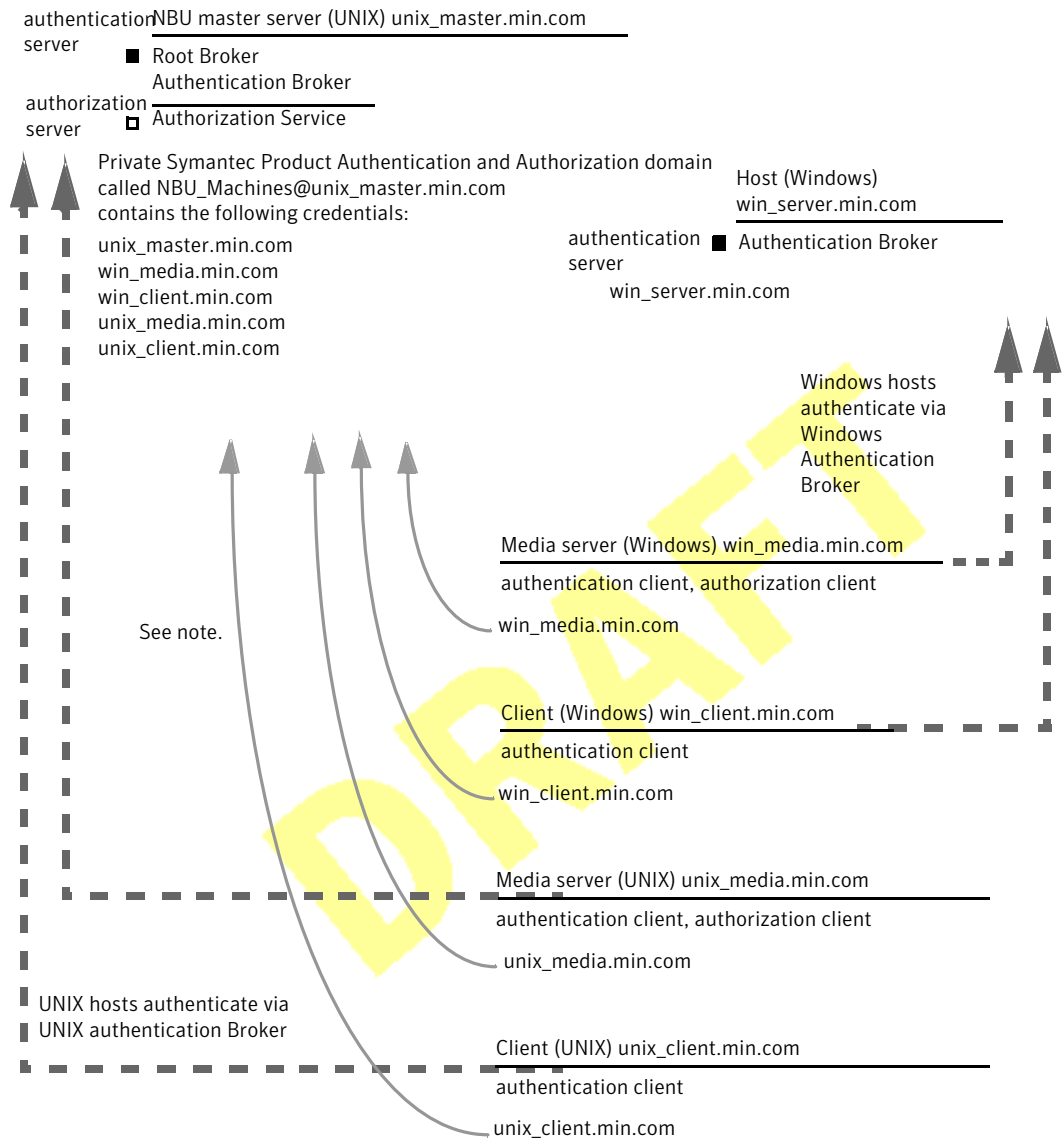 authentication
server
NBU master server (UNIX) unix_master.min.com
Root Broker
Authentication Broker
authorization
server
Authorization Service
Private Symantec Product Authentication and Authorization domain
called NBU_Machines@unix_master.min.com
contains the following credentials:
unix_master.min.com
win_media.min.com
win_client.min.com
unix_media.min.com
unix_client.min.com
Host (Windows)
win_server.min.com
authentication
server
Authentication Broker
win_server.min.com
Windows hosts
authenticate via
Windows
Authentication
Broker
Media server (Windows) win_media.min.com
authentication client, authorization client
win_media.min.com
See note.
Client (Windows) win_client.min.com
authentication client
win_client.min.com
Media server (UNIX) unix_media.min.com
authentication client, authorization client
unix_media.min.com
UNIX hosts authenticate via
UNIX authentication Broker
Client (UNIX) unix_client.min.com
authentication client
unix_client.min.com
DRAFT